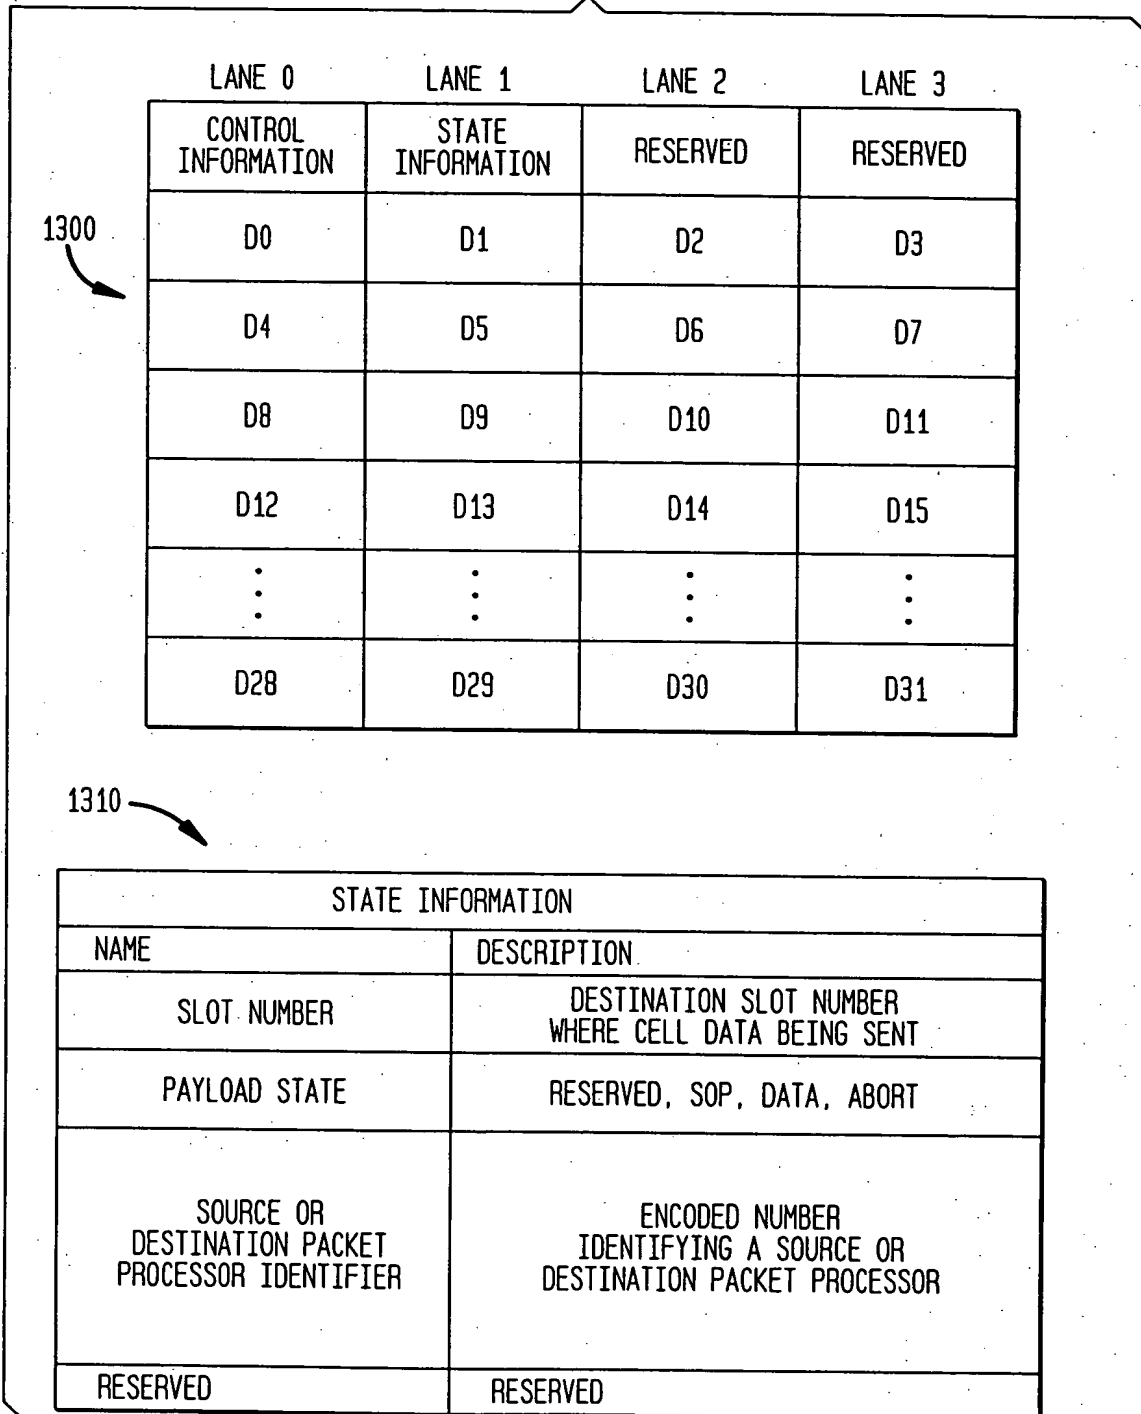 LANE 0 LANE 1 LANE 2 LANE 3
CONTROL INFORMATION STATE INFORMATION RESERVED RESERVED
1300
D0 D1 D2 D3
D4 D5 D6 D7
D8 D9 D10 D11
D12 D13 D14 D15
D28 D29 D30 D31
1310
STATE INFORMATION
NAME DESCRIPTION
SLOT NUMBER
DESTINATION SLOT NUMBER
WHERE CELL DATA BEING SENT
PAYLOAD STATE RESERVED, SOP, DATA, ABORT
SOURCE OR
DESTINATION PACKET
PROCESSOR IDENTIFIER
ENCODED NUMBER
IDENTIFYING A SOURCE OR
DESTINATION PACKET PROCESSOR
RESERVED RESERVED